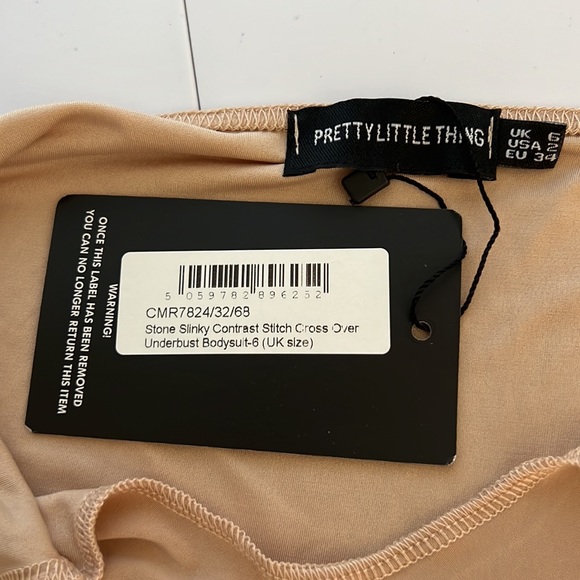 PRETTYLITTLETHING
UK 6
USA 2
EU 34
WARNING!
ONCE THIS LABEL HAS BEEN REMOVED
YOU CAN NO LONGER RETURN THIS ITEM
5 059782 896252
CMR7824/32/68
Stone Slinky Contrast Stitch Cross Over
Underbust Bodysuit-6 (UK size)